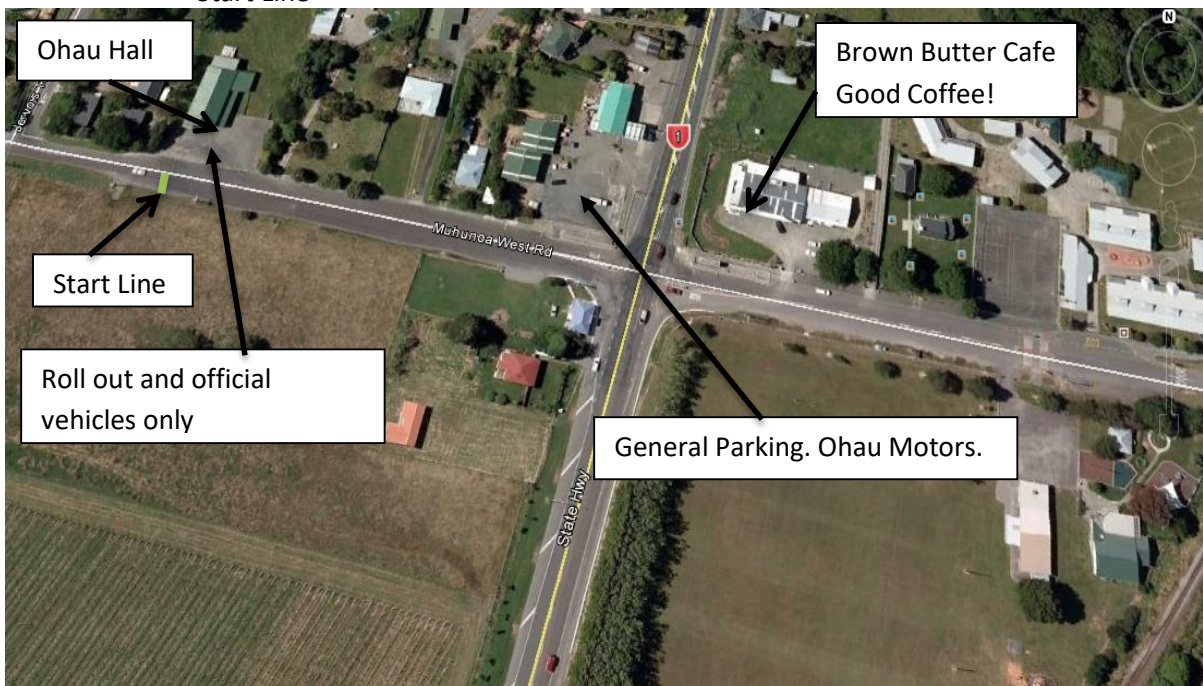 Start Line
N
Ohau Hall
Brown Butter Cafe
Good Coffee!
1
Muhunoa West Rd
Start Line
Roll out and official
vehicles only
General Parking. Ohau Motors.
State Hwy